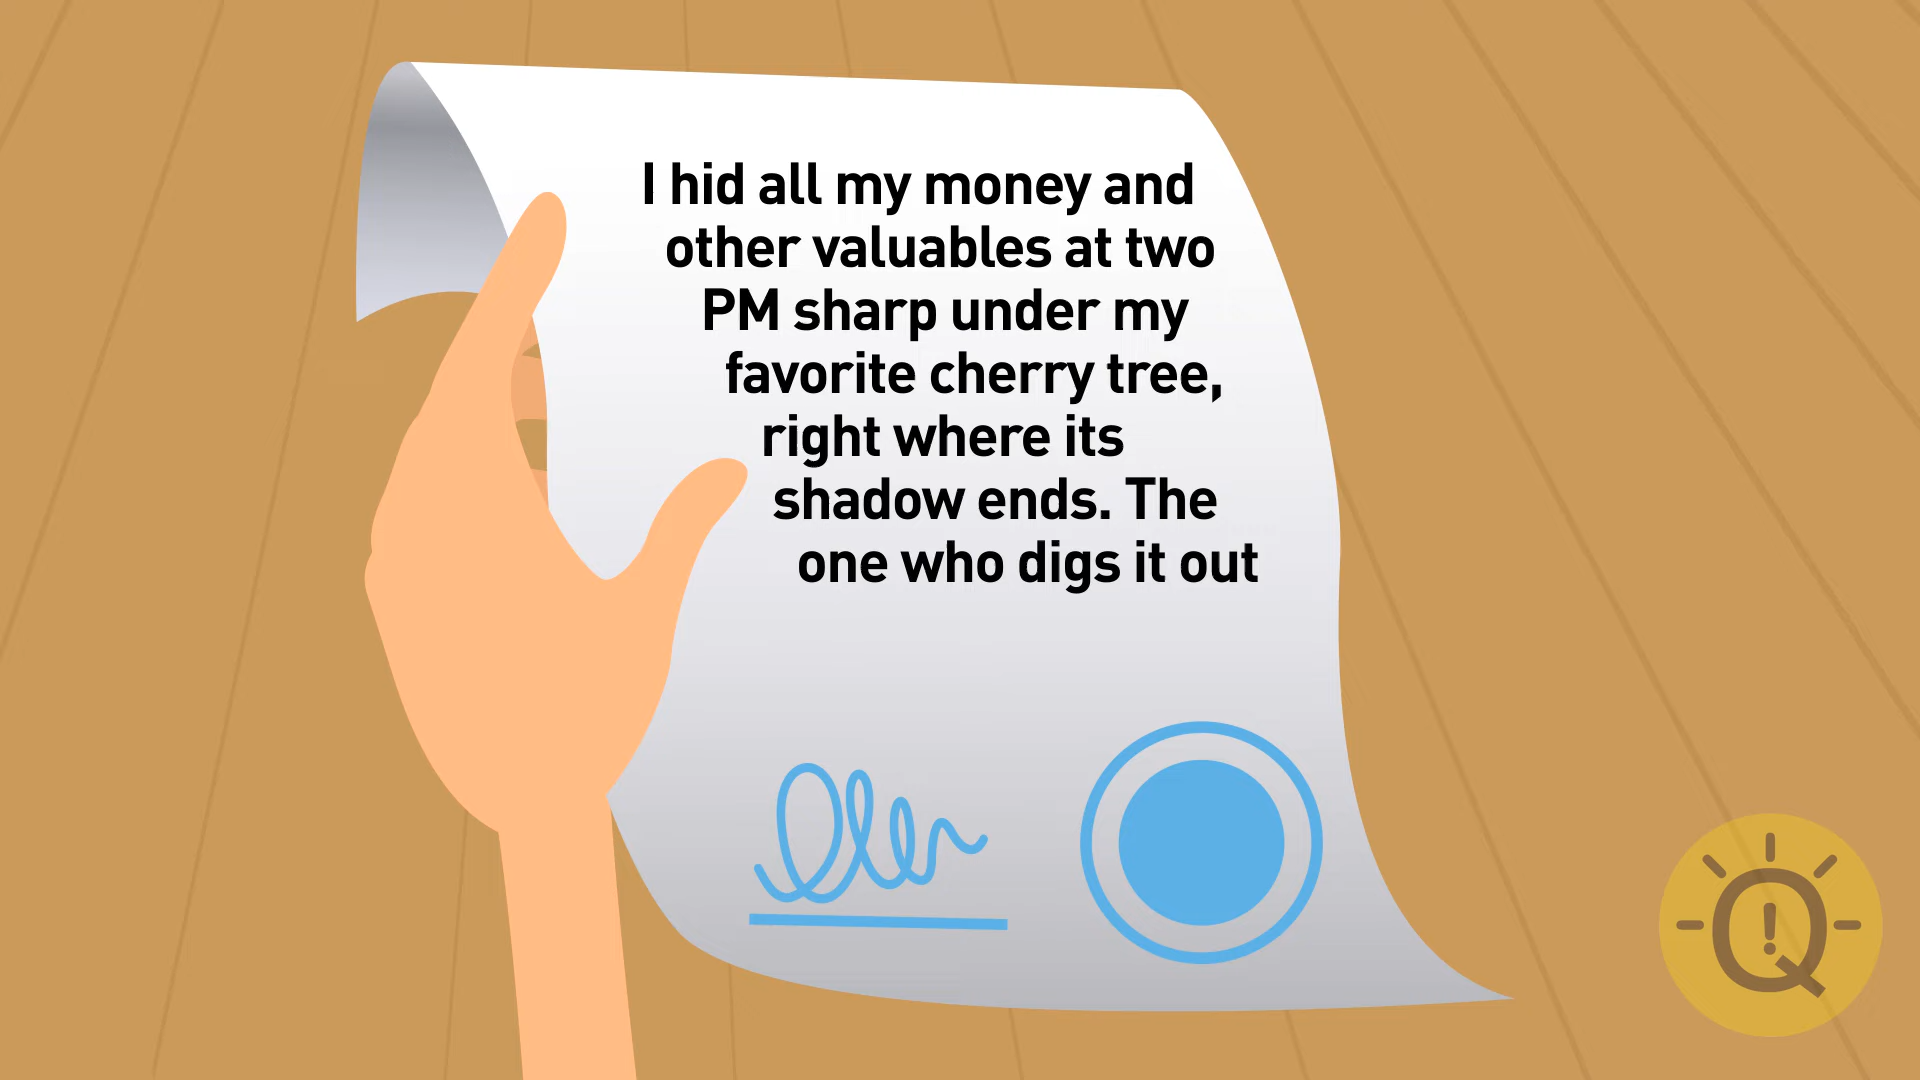 I hid all my money and
other valuables at two
PM sharp under my
favorite cherry tree,
right where its
shadow ends. The
one who digs it out